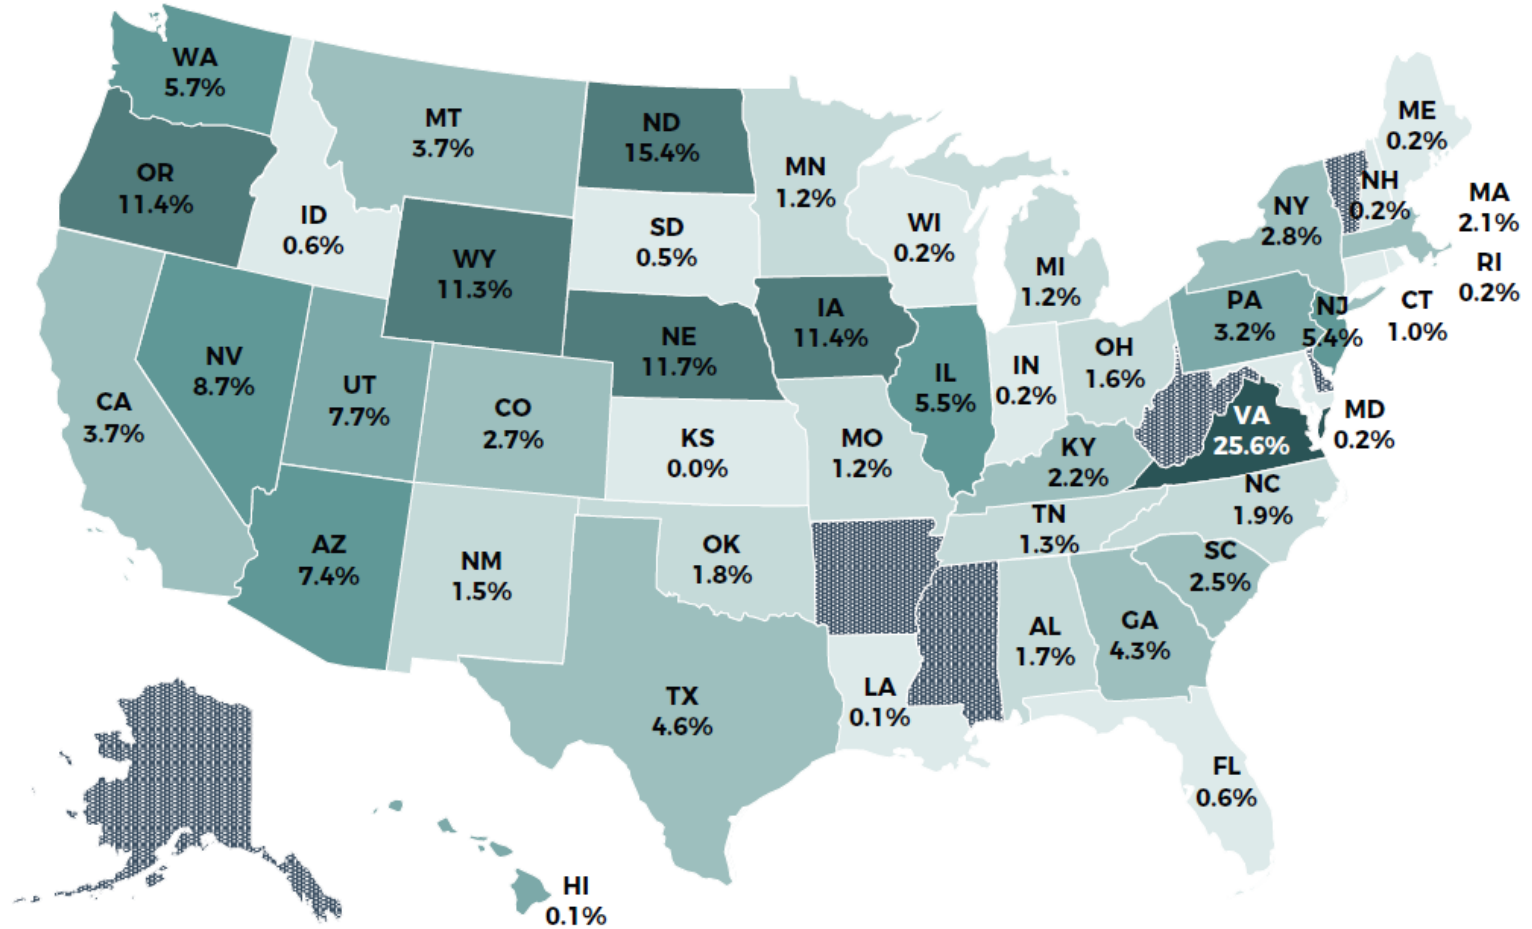 WA
5.7%
OR
11.4%
CA
3.7%
ID
0.6%
NV
8.7%
MT
3.7%
WY
11.3%
UT
7.7%
AZ
7.4%
CO
2.7%
NM
1.5%
ND
15.4%
SD
0.5%
NE
11.7%
KS
0.0%
OK
1.8%
TX
4.6%
MN
1.2%
IA
11.4%
MO
1.2%
LA
0.1%
WI
0.2%
IL
5.5%
MI
1.2%
IN
0.2%
OH
1.6%
KY
2.2%
TN
1.3%
AL
1.7%
GA
4.3%
FL
0.6%
SC
2.5%
NC
1.9%
VA
25.6%
MD
0.2%
PA
3.2%
NJ
5.4%
NY
2.8%
CT
1.0%
RI
0.2%
MA
2.1%
NH
0.2%
ME
0.2%
HI
0.1%